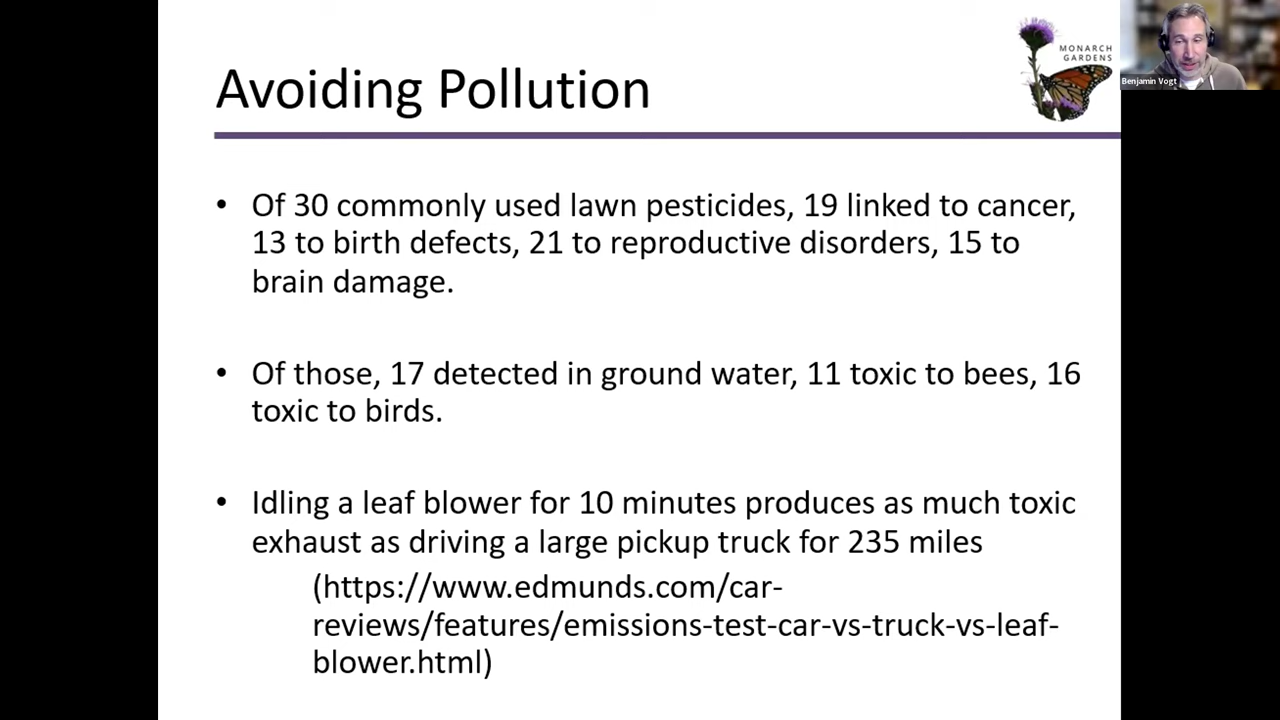 Avoiding Pollution
MONARCH
GARDENS
Benjamin Vogt
• Of 30 commonly used lawn pesticides, 19 linked to cancer,
13 to birth defects, 21 to reproductive disorders, 15 to
brain damage.
• Of those, 17 detected in ground water, 11 toxic to bees, 16
toxic to birds.
• Idling a leaf blower for 10 minutes produces as much toxic
exhaust as driving a large pickup truck for 235 miles
(https://www.edmunds.com/car-
reviews/features/emissions-test-car-vs-truck-vs-leaf-
blower.html)